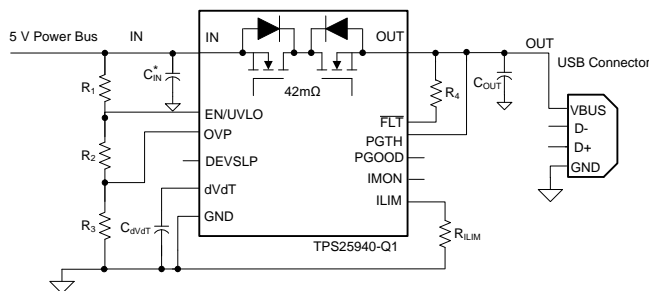 5 V Power Bus
IN
IN
OUT
OUT
USB Connector
CIN*
42mΩ
COUT
R1
R4
VBUS
EN/UVLO
FLT
D-
OVP
PGTH
D+
R2
DEVSLP
PGOOD
GND
dVdT
IMON
ILIM
GND
R3
CdVdT
RILIM
TPS25940-Q1